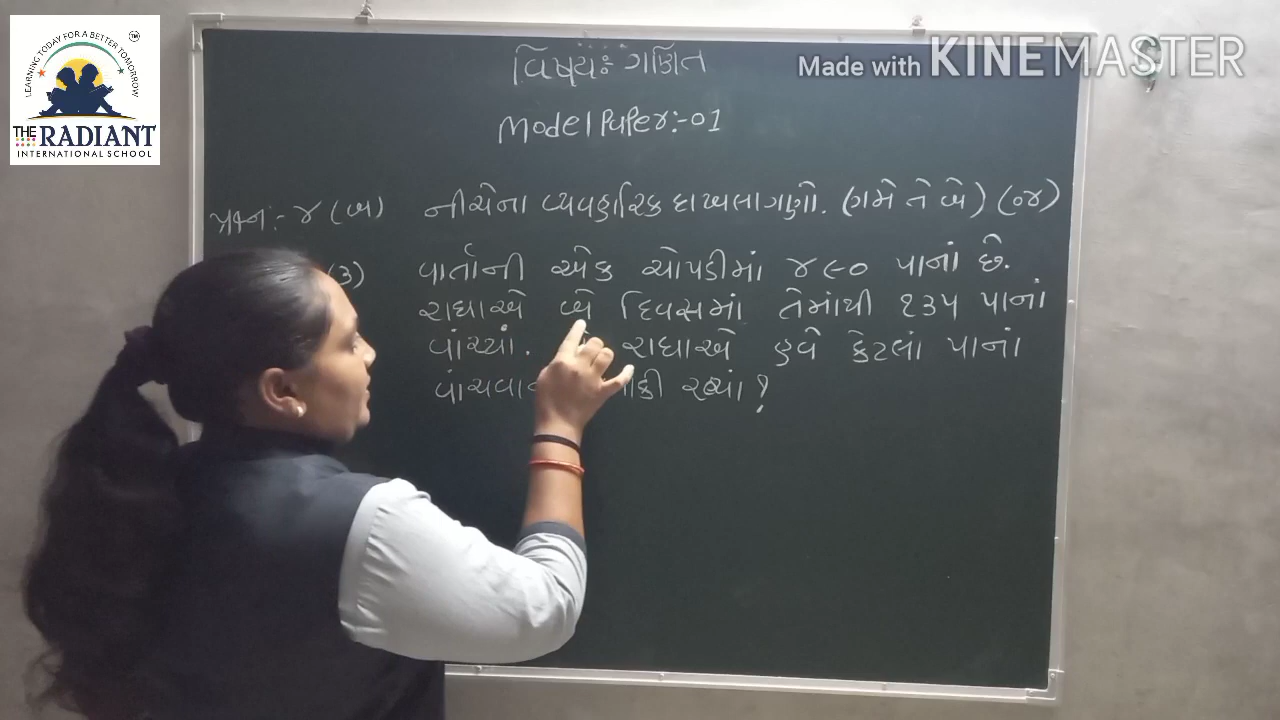 LEARNING TODAY FOR A BETTER TOMORROW
TM
THE RADIANT
INTERNATIONAL SCHOOL
Made with KINEMASTER
વિષય:- ગણિત
Model Paper:-01
પ્રશ્ન:- ૪ (બ) નીચેના વ્યવહારિક દાખલા ગણો. (ગમે તે બે) (૦૪)
(૩) વાર્તાની એક ચોપડીમાં ૪૯૦ પાનાં છે.
રાધાએ બે દિવસમાં તેમાંથી ૨૩૫ પાનાં
વાંચ્યાં. રાધાએ હવે કેટલાં પાનાં
રહ્યાં ?